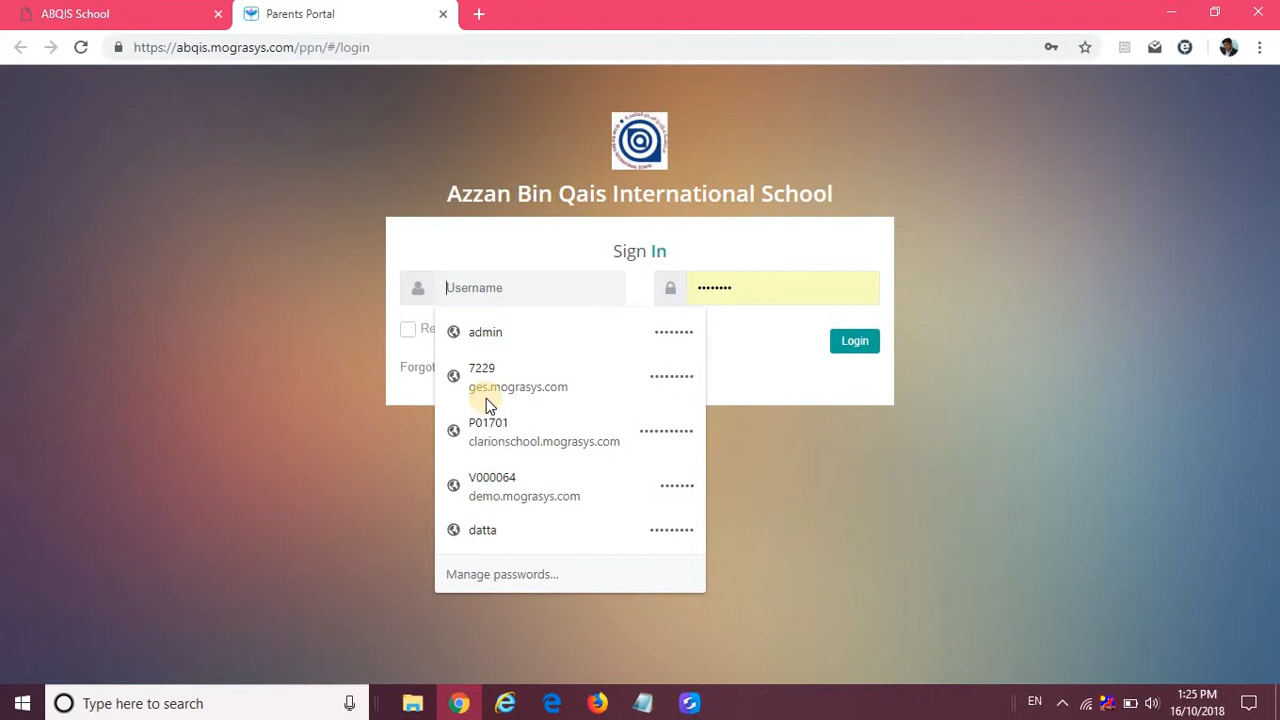 ABQIS School
Parents Portal
https://abqis.mograsys.com/ppn/#/login
Azzan Bin Qais International School
Sign In
Username
••••••••
Re
Login
Forgot
admin ••••••••
7229
ges.mograsys.com •••••••••
P01701
clarionschool.mograsys.com •••••••••••
V000064
demo.mograsys.com •••••••
datta •••••••••
Manage passwords...
Type here to search
EN
1:25 PM
16/10/2018